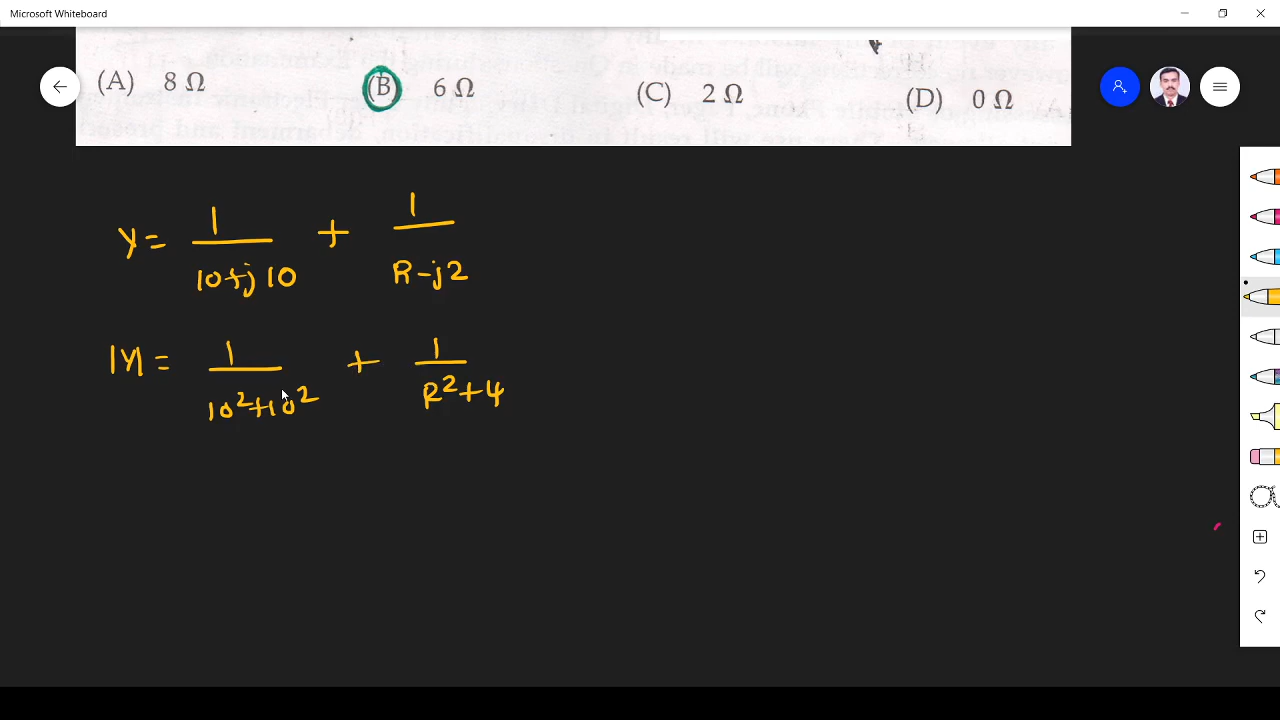 Microsoft Whiteboard
(A) 8 Ω (B) 6 Ω (C) 2 Ω (D) 0 Ω
Y = 1/(10+j10) + 1/(R-j2)
|Y| = 1/(10²+10²) + 1/(R²+4)